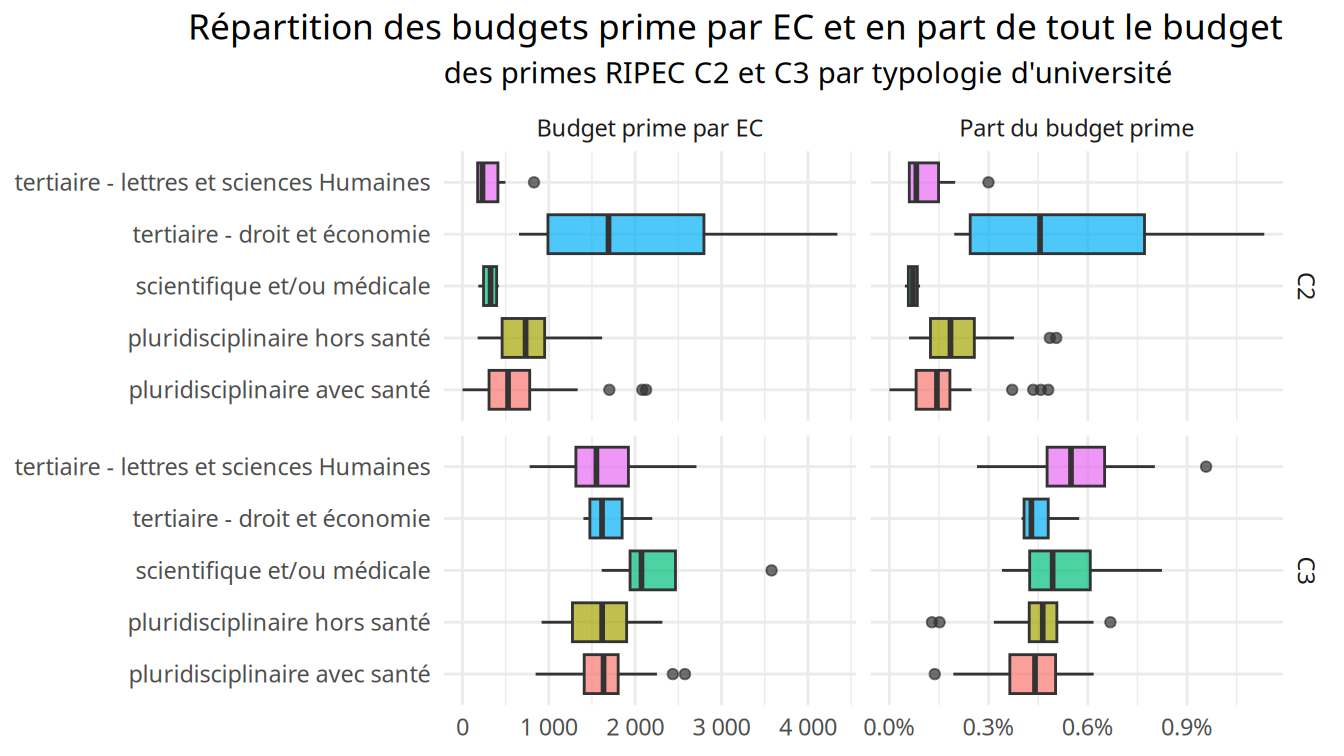 Répartition des budgets prime par EC et en part de tout le budget
des primes RIPEC C2 et C3 par typologie d'université
Budget prime par EC
Part du budget prime
tertiaire - lettres et sciences Humaines
tertiaire - droit et économie
scientifique et/ou médicale
pluridisciplinaire hors santé
pluridisciplinaire avec santé
C2
tertiaire - lettres et sciences Humaines
tertiaire - droit et économie
scientifique et/ou médicale
pluridisciplinaire hors santé
pluridisciplinaire avec santé
C3
0 1 000 2 000 3 000 4 000
0.0% 0.3% 0.6% 0.9%